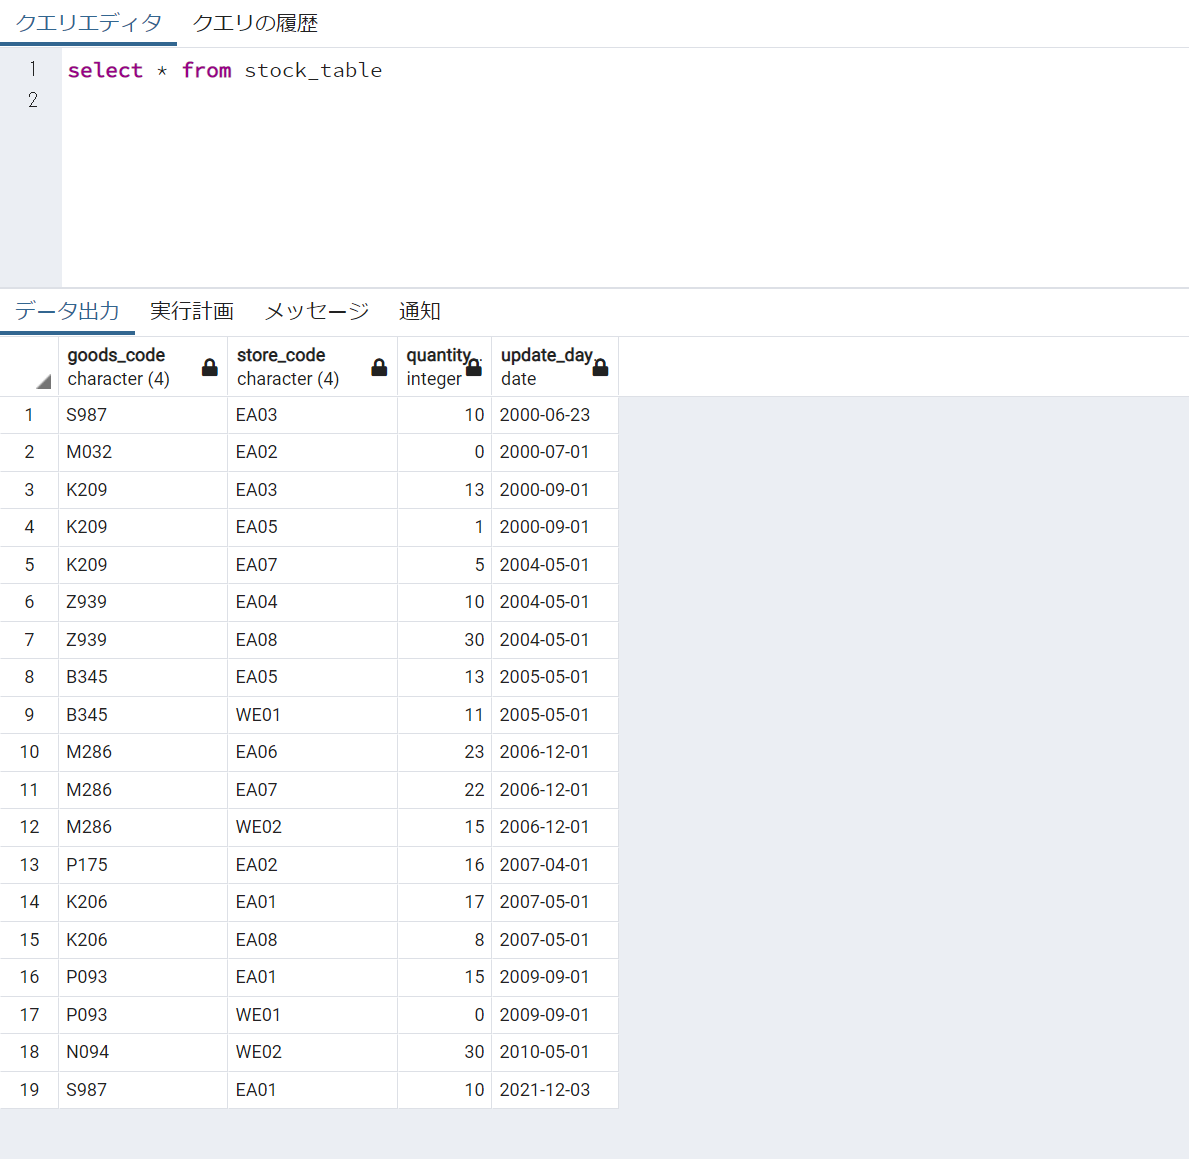 クエリエディタ クエリの履歴
1 select * from stock_table
2
データ出力 実行計画 メッセージ 通知
goods_code store_code quantity update_day
character (4) character (4) integer date
1 S987 EA03 10 2000-06-23
2 M032 EA02 0 2000-07-01
3 K209 EA03 13 2000-09-01
4 K209 EA05 1 2000-09-01
5 K209 EA07 5 2004-05-01
6 Z939 EA04 10 2004-05-01
7 Z939 EA08 30 2004-05-01
8 B345 EA05 13 2005-05-01
9 B345 WE01 11 2005-05-01
10 M286 EA06 23 2006-12-01
11 M286 EA07 22 2006-12-01
12 M286 WE02 15 2006-12-01
13 P175 EA02 16 2007-04-01
14 K206 EA01 17 2007-05-01
15 K206 EA08 8 2007-05-01
16 P093 EA01 15 2009-09-01
17 P093 WE01 0 2009-09-01
18 N094 WE02 30 2010-05-01
19 S987 EA01 10 2021-12-03